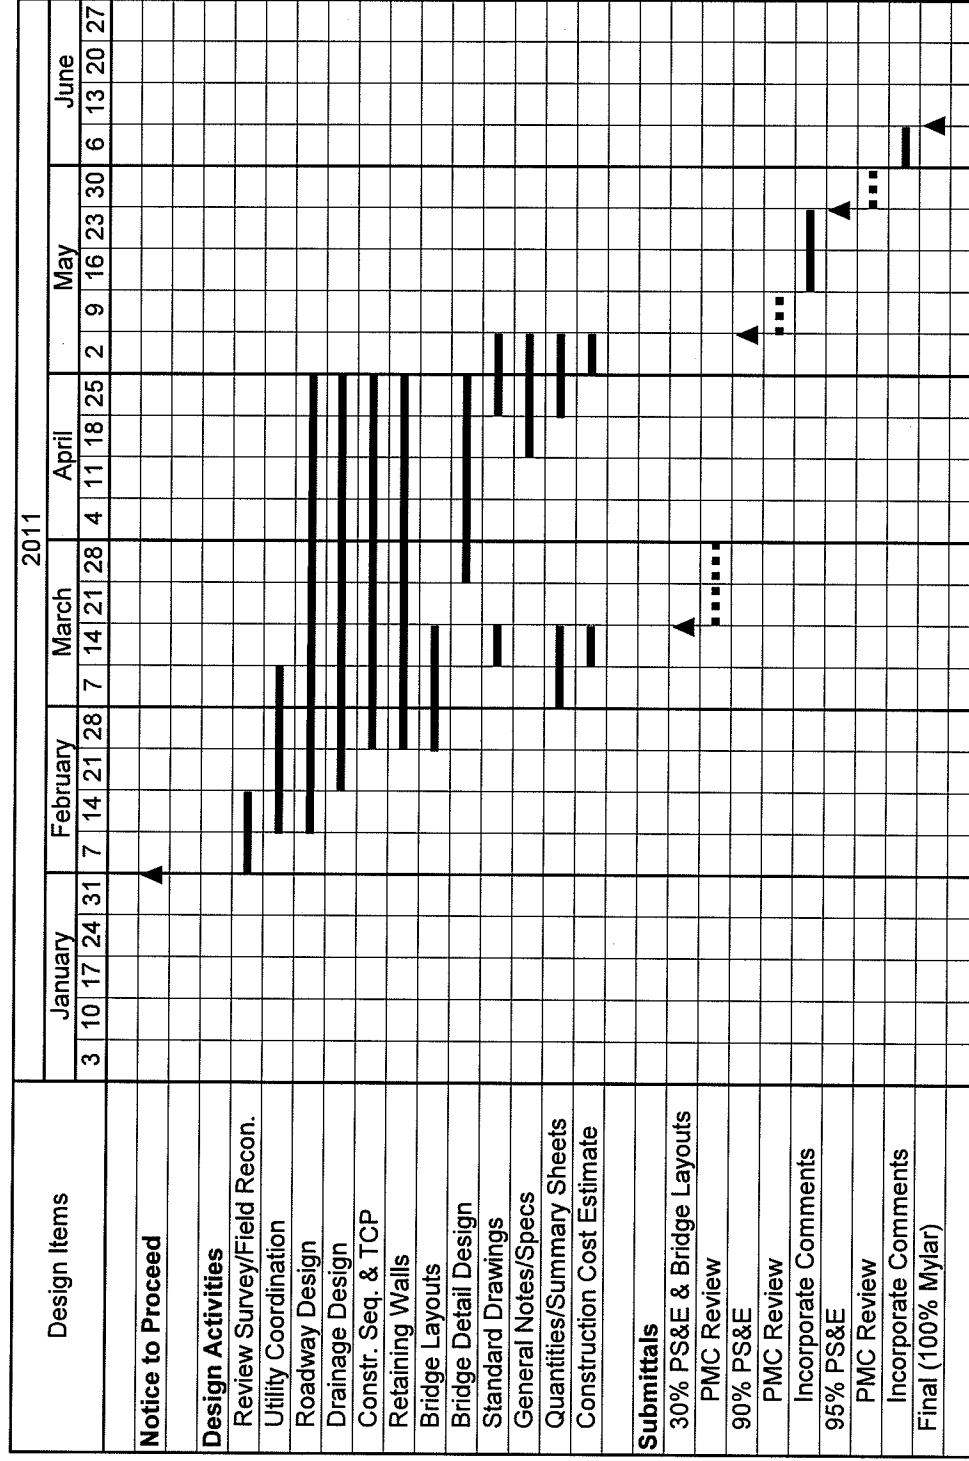 Design Items
2011
January February March April May June
3 10 17 24 31 7 14 21 28 7 14 21 28 4 11 18 25 2 9 16 23 30 6 13 20 27
Notice to Proceed
Design Activities
Review Survey/Field Recon.
Utility Coordination
Roadway Design
Drainage Design
Constr. Seq. & TCP
Retaining Walls
Bridge Layouts
Bridge Detail Design
Standard Drawings
General Notes/Specs
Quantities/Summary Sheets
Construction Cost Estimate
Submittals
30% PS&E & Bridge Layouts
PMC Review
90% PS&E
PMC Review
Incorporate Comments
95% PS&E
PMC Review
Incorporate Comments
Final (100% Mylar)